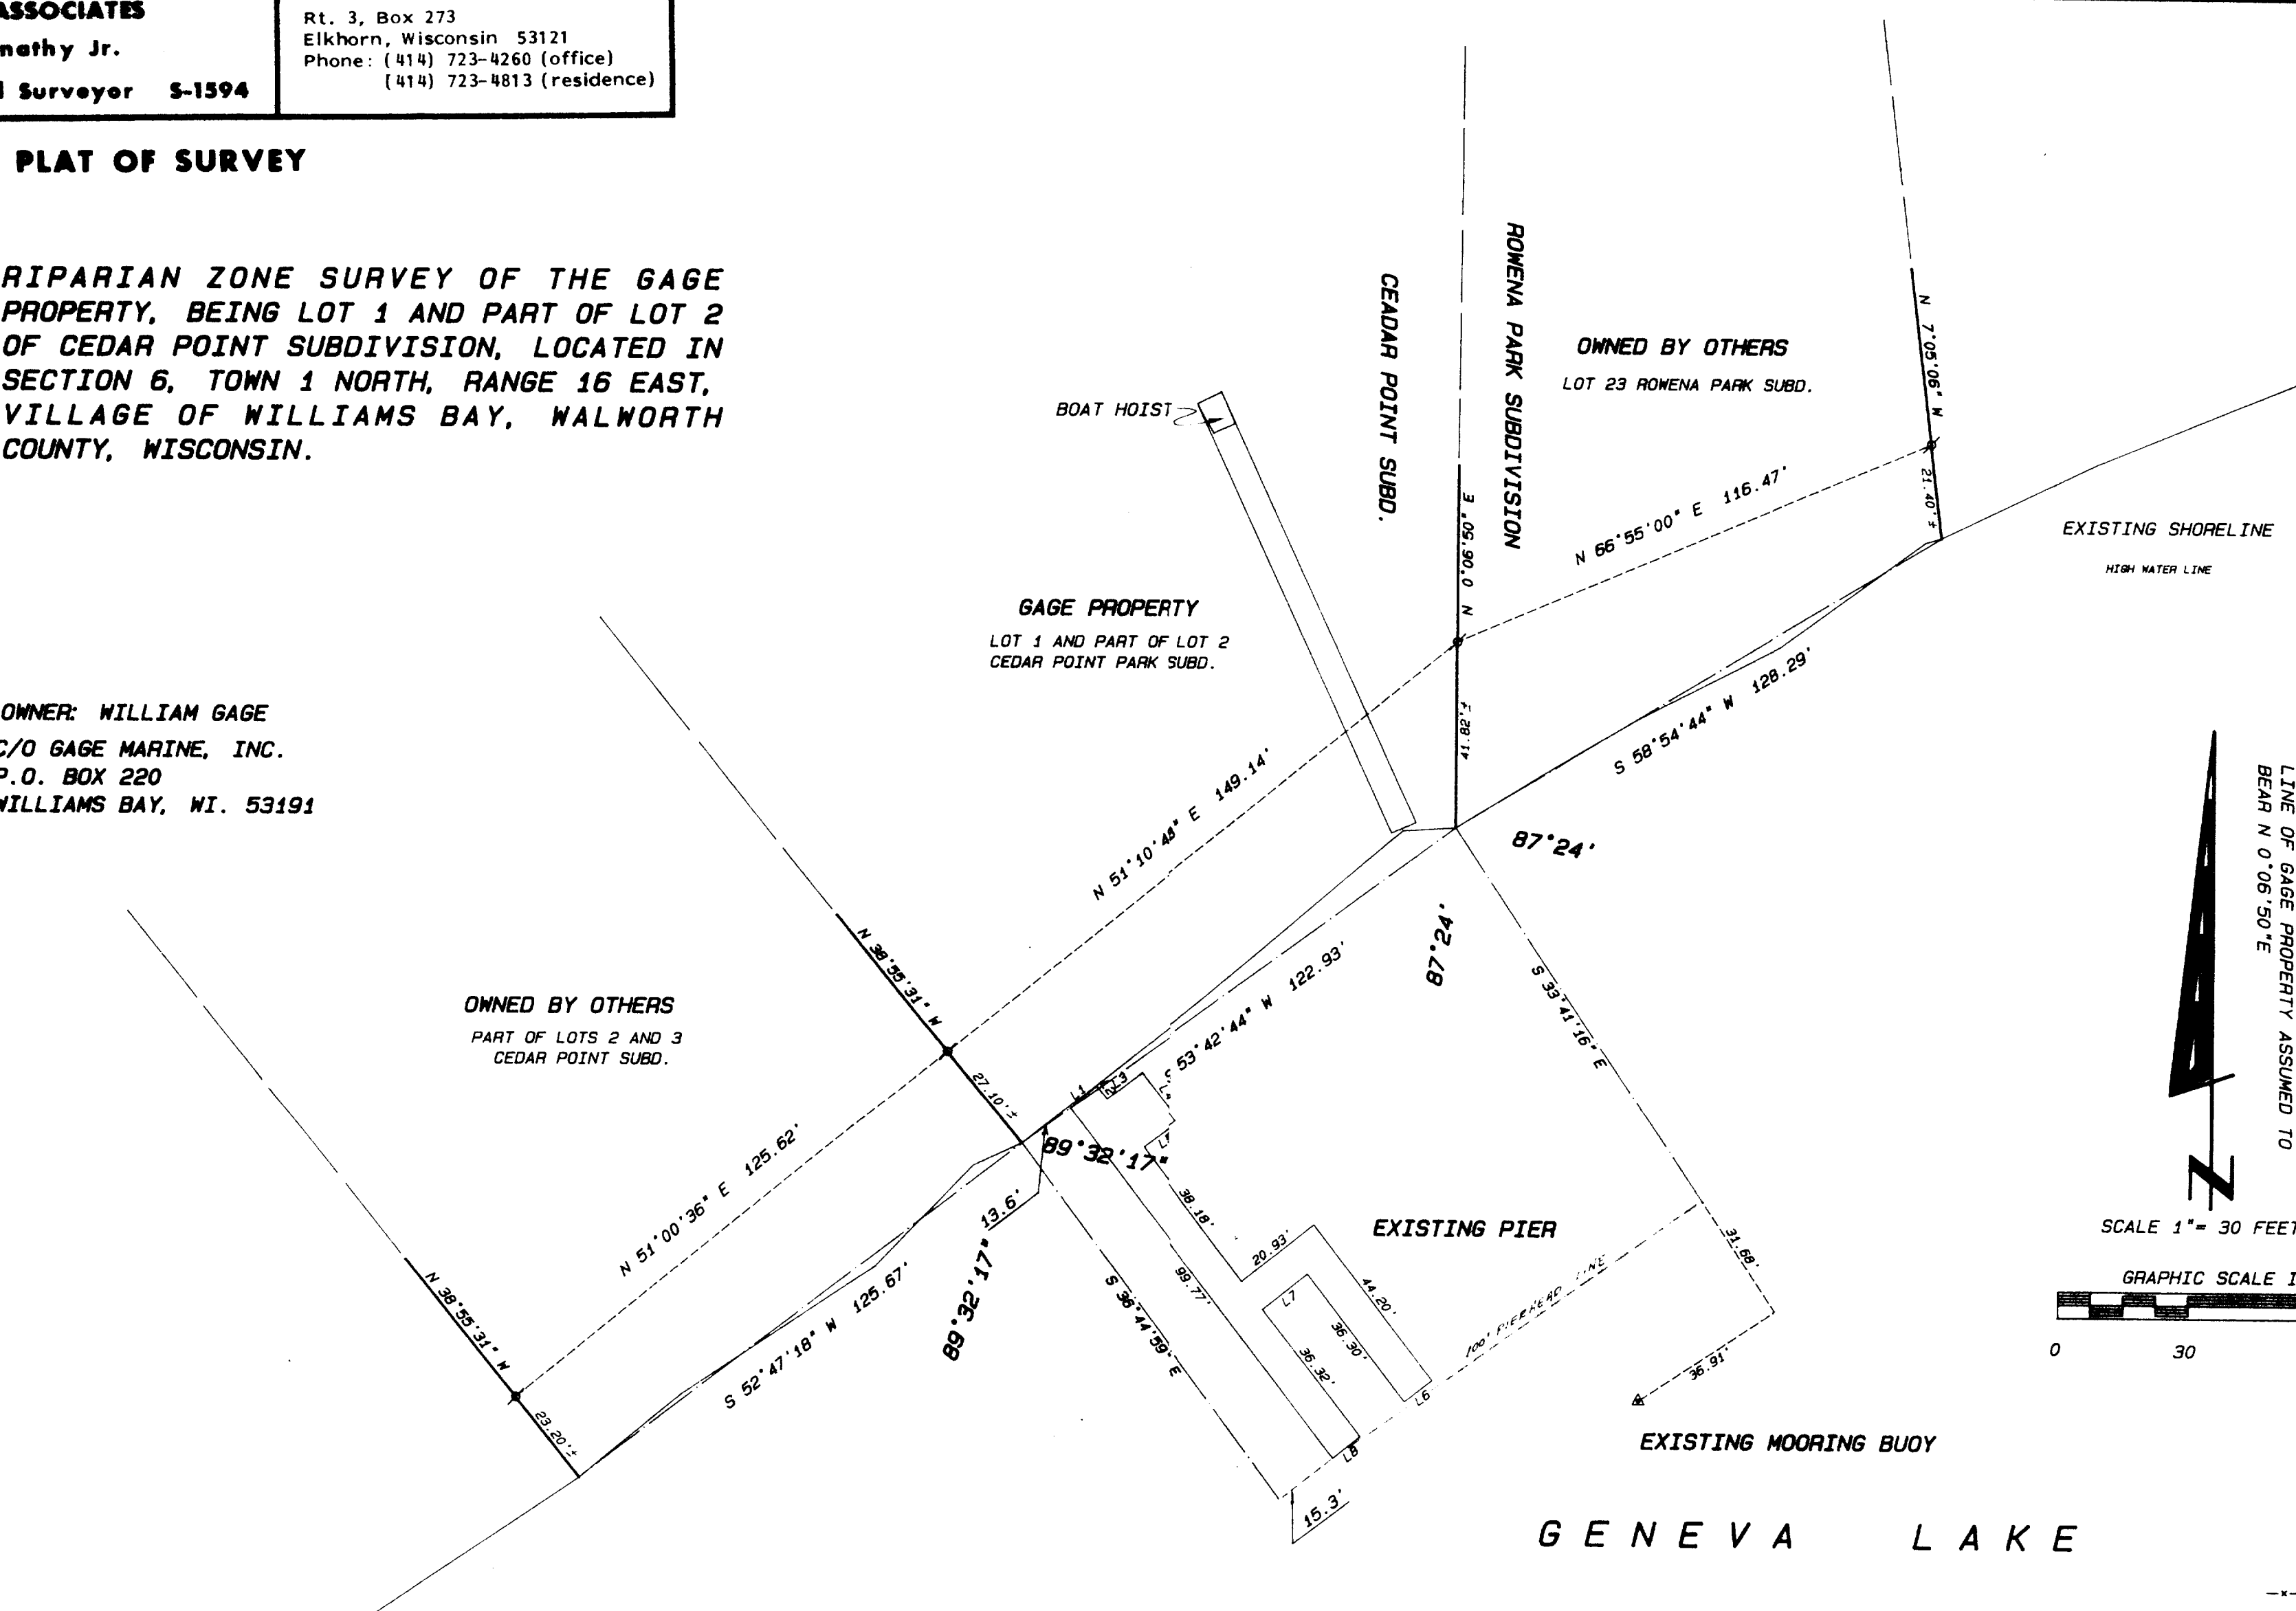 ASSOCIATES
nathy Jr.
Surveyor S-1594
Rt. 3, Box 273
Elkhorn, Wisconsin 53121
Phone: (414) 723-4260 (office)
(414) 723-4813 (residence)
PLAT OF SURVEY
RIPARIAN ZONE SURVEY OF THE GAGE
PROPERTY, BEING LOT 1 AND PART OF LOT 2
OF CEDAR POINT SUBDIVISION, LOCATED IN
SECTION 6, TOWN 1 NORTH, RANGE 16 EAST,
VILLAGE OF WILLIAMS BAY, WALWORTH
COUNTY, WISCONSIN.
OWNER: WILLIAM GAGE
C/O GAGE MARINE, INC.
P.O. BOX 220
WILLIAMS BAY, WI. 53191
BOAT HOIST
CEADAR POINT SUBD.
ROWENA PARK SUBDIVISION
OWNED BY OTHERS
LOT 23 ROWENA PARK SUBD.
N 7°05'06" W
21.40'±
N 66°55'00" E 116.47'
N 0°06'50" E
41.82'±
EXISTING SHORELINE
HIGH WATER LINE
GAGE PROPERTY
LOT 1 AND PART OF LOT 2
CEDAR POINT PARK SUBD.
S 58°54'44" W 128.29'
N 51°10'48" E 149.14'
87°24'
87°24'
S 53°42'44" W 122.93'
S 33°41'16" E
N 38°55'31" W
27.10'±
OWNED BY OTHERS
PART OF LOTS 2 AND 3
CEDAR POINT SUBD.
L1
L3
89°32'17"
13.6'
89°32'17"
N 51°00'36" E 125.62'
N 38°55'31" W
23.20'±
S 52°47'18" W 125.67'
S 36°44'59" E
99.77'
38.18'
20.93'
EXISTING PIER
44.20'
L7
36.30'
36.32'
L6
L8
100' PIERHEAD LINE
31.68'
36.91'
15.3'
EXISTING MOORING BUOY
GENEVA LAKE
LINE OF GAGE PROPERTY ASSUMED TO
BEAR N 0°06'50"E
N
SCALE 1"= 30 FEET
GRAPHIC SCALE
0 30